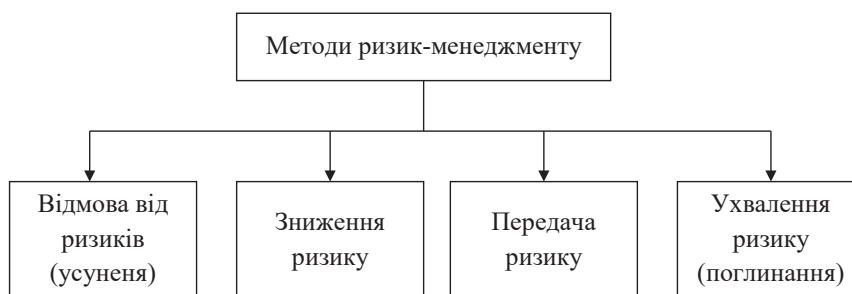 Методи ризик-менеджменту
Відмова від
ризиків
(усуненя)
Зниження
ризику
Передача
ризику
Ухвалення
ризику
(поглинання)